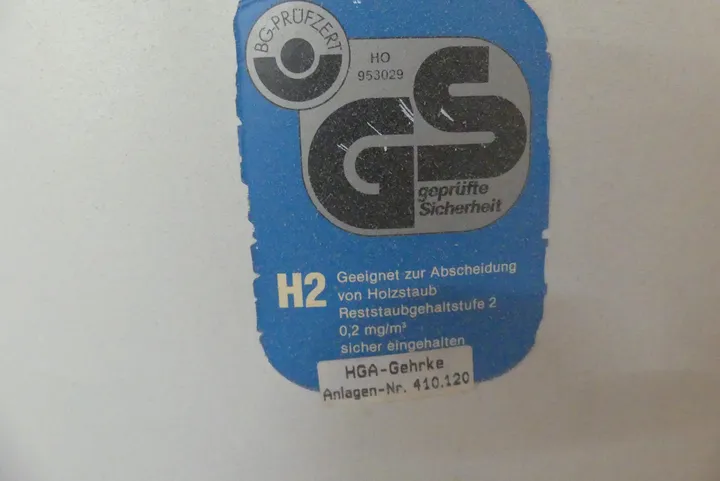 BG-PRÜFZERT
HO
953029
GS
geprüfte
Sicherheit
H2
Geeignet zur Abscheidung
von Holzstaub
Reststaubgehaltstufe 2
0,2 mg/m³
sicher eingehalten
HGA-Gehrke
Anlagen-Nr. 410.120